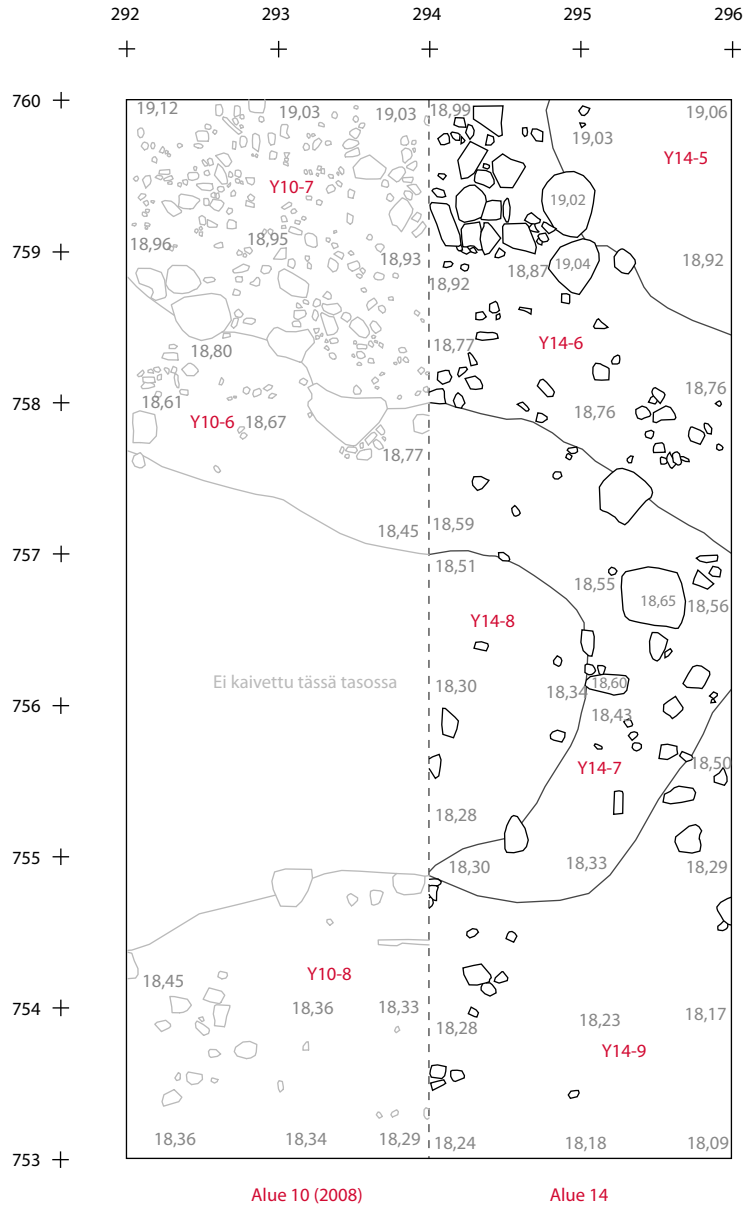 292 293 294 295 296
760
19,12 19,03 19,03 18,99 19,06
19,03
Y14-5
Y10-7
19,02
759
18,96 18,95 18,93 18,87 19,04 18,92
18,92
18,80 18,77 Y14-6
18,61 18,76
758
Y10-6 18,67 18,76
18,77
18,45 18,59
757
18,51
18,55 18,65 18,56
Y14-8
Ei kaivettu tässä tasossa 18,30 18,34 18,60
756
18,43
Y14-7 18,50
18,28
755
18,30 18,33 18,29
18,45 Y10-8
754
18,36 18,33 18,28 18,23 18,17
Y14-9
753
18,36 18,34 18,29 18,24 18,18 18,09
Alue 10 (2008) Alue 14